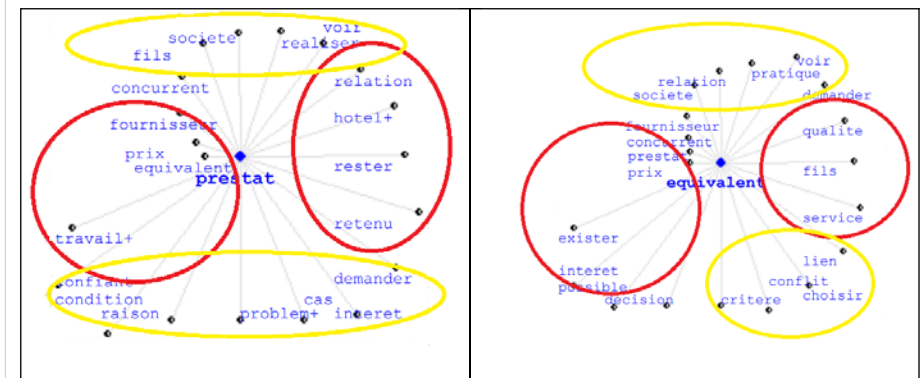 voir
societe
realiser
fils
relation
concurrent
hotel+
fournisseur
prix
equivalent
rester
prestat
retenu
travail+
demander
confiant
condition
cas
raison
problem+
interet
voir
relation
pratique
societe
demander
fournisseur
qualite
concurrent
prestat
prix
fils
equivalent
service
exister
lien
interet
conflit
possible
choisir
decision
critere